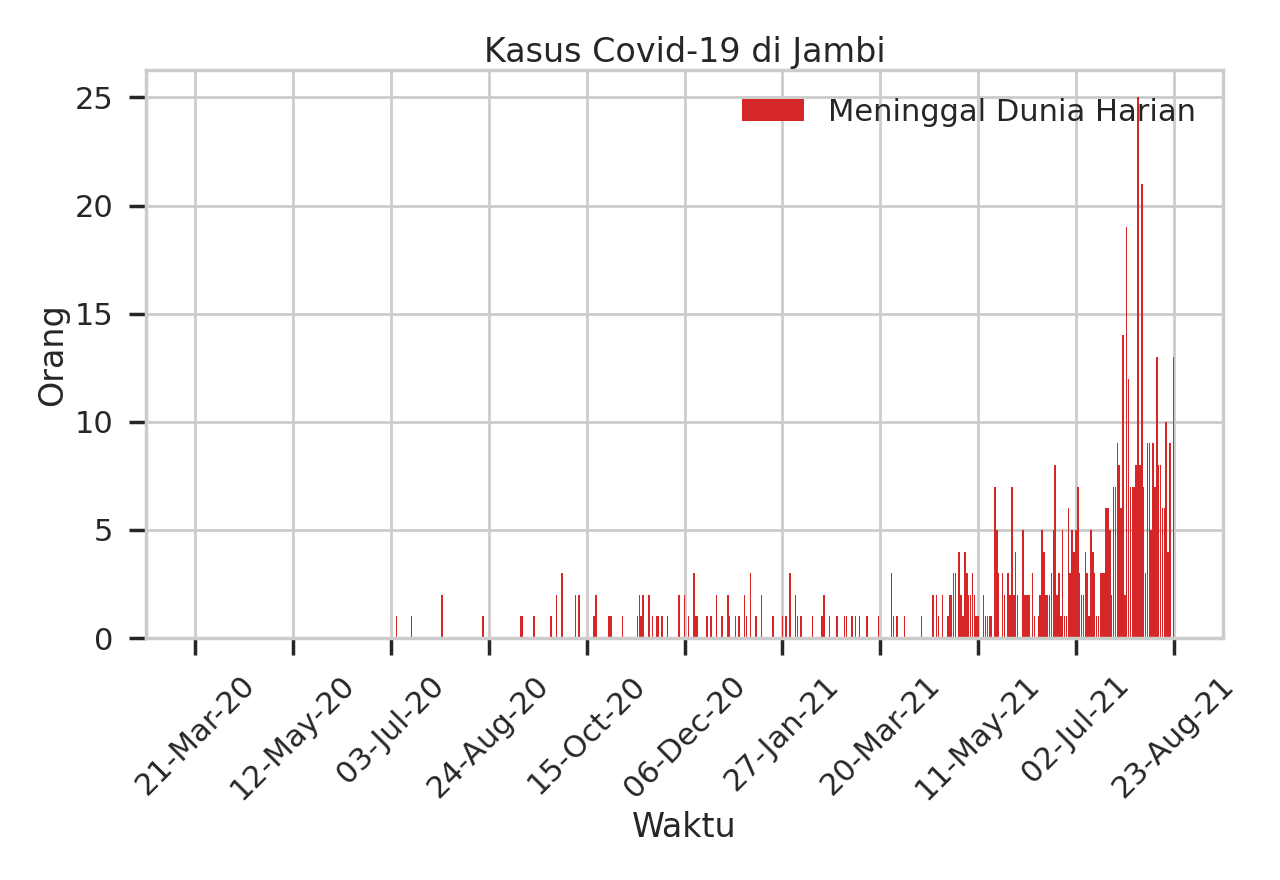 Kasus Covid-19 di Jambi
Meninggal Dunia Harian
Orang
25
20
15
10
5
0
21-Mar-20
12-May-20
03-Jul-20
24-Aug-20
15-Oct-20
06-Dec-20
27-Jan-21
20-Mar-21
11-May-21
02-Jul-21
23-Aug-21
Waktu